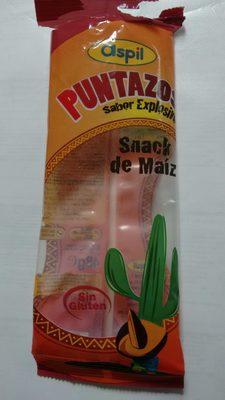 aspil
PUNTAZOS
Sabor Explosivo
Snack
de Maíz
Sin
Gluten